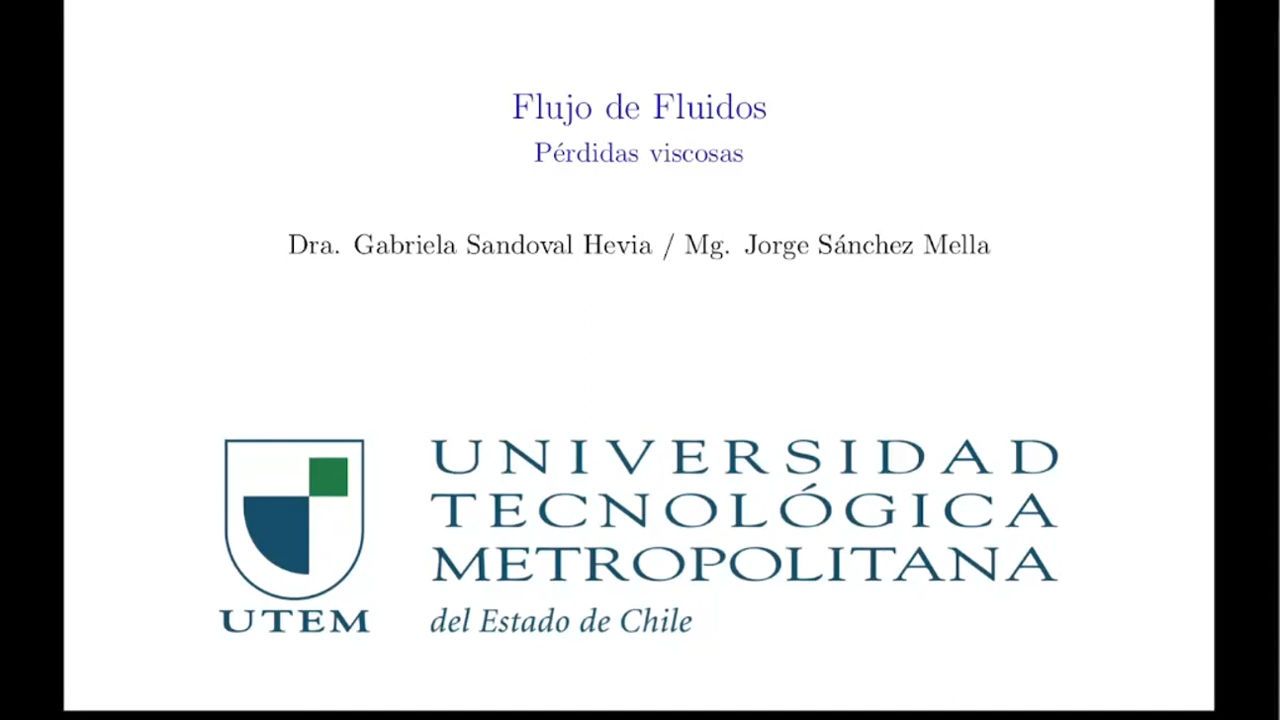 Flujo de Fluidos
Pérdidas viscosas
Dra. Gabriela Sandoval Hevia / Mg. Jorge Sánchez Mella
UTEM
UNIVERSIDAD
TECNOLÓGICA
METROPOLITANA
del Estado de Chile